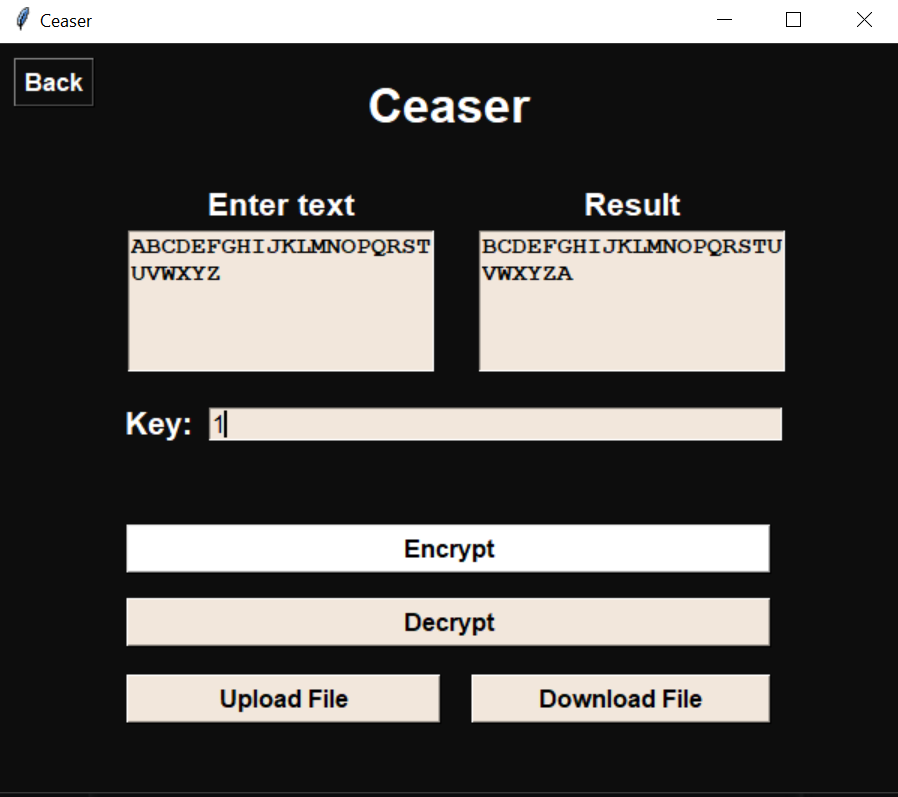 Ceaser
Back
Ceaser
Enter text
Result
ABCDEFGHIJKLMNOPQRST
UVWXYZ
BCDEFGHIJKLMNOPQRSTU
VWXYZA
Key:
1
Encrypt
Decrypt
Upload File
Download File